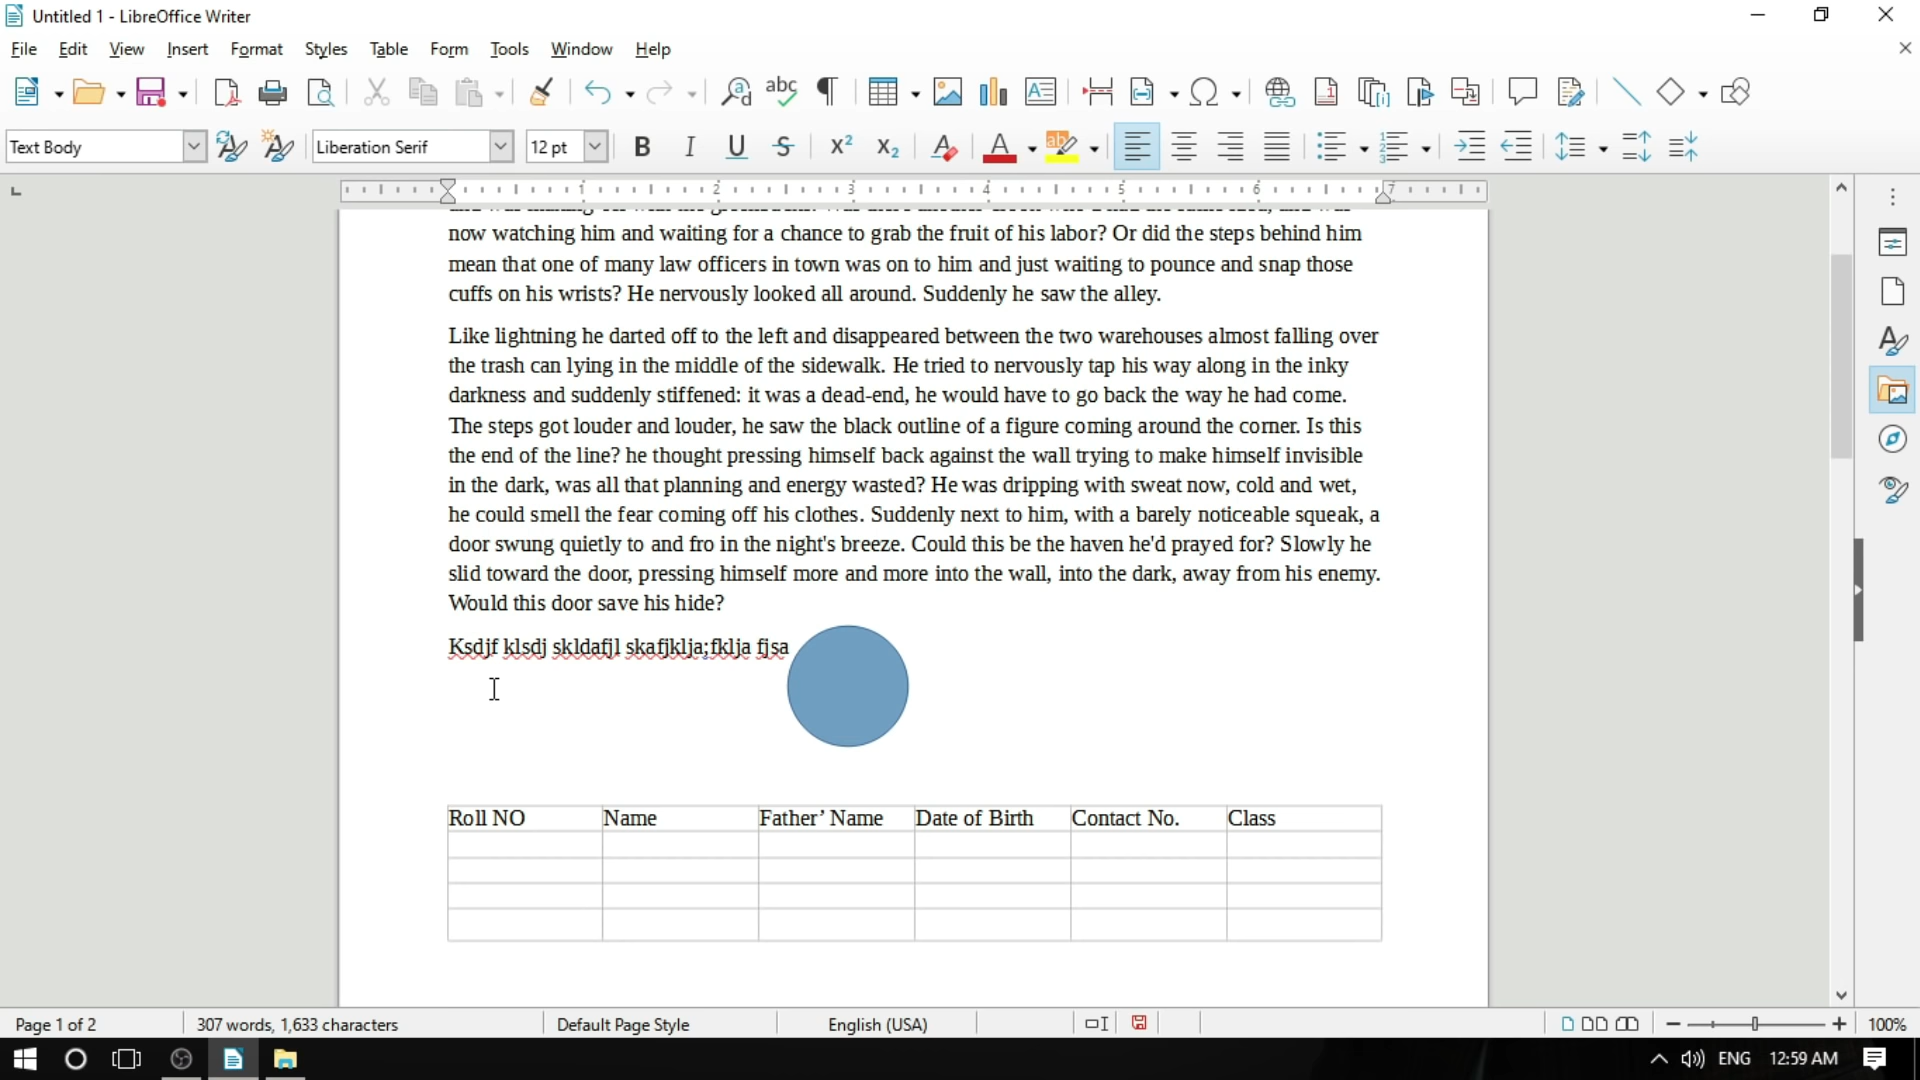 Untitled 1 - LibreOffice Writer
File Edit View Insert Format Styles Table Form Tools Window Help
Text Body Liberation Serif 12 pt
1 2 3 4 5 6 7
now watching him and waiting for a chance to grab the fruit of his labor? Or did the steps behind him
mean that one of many law officers in town was on to him and just waiting to pounce and snap those
cuffs on his wrists? He nervously looked all around. Suddenly he saw the alley.
Like lightning he darted off to the left and disappeared between the two warehouses almost falling over
the trash can lying in the middle of the sidewalk. He tried to nervously tap his way along in the inky
darkness and suddenly stiffened: it was a dead-end, he would have to go back the way he had come.
The steps got louder and louder, he saw the black outline of a figure coming around the corner. Is this
the end of the line? he thought pressing himself back against the wall trying to make himself invisible
in the dark, was all that planning and energy wasted? He was dripping with sweat now, cold and wet,
he could smell the fear coming off his clothes. Suddenly next to him, with a barely noticeable squeak, a
door swung quietly to and fro in the night's breeze. Could this be the haven he'd prayed for? Slowly he
slid toward the door, pressing himself more and more into the wall, into the dark, away from his enemy.
Would this door save his hide?
Ksdjf klsdj skldafjl skafjklja;fklja fjsa
Roll NO Name Father’ Name Date of Birth Contact No. Class
Page 1 of 2 307 words, 1,633 characters Default Page Style English (USA) 100%
ENG 12:59 AM